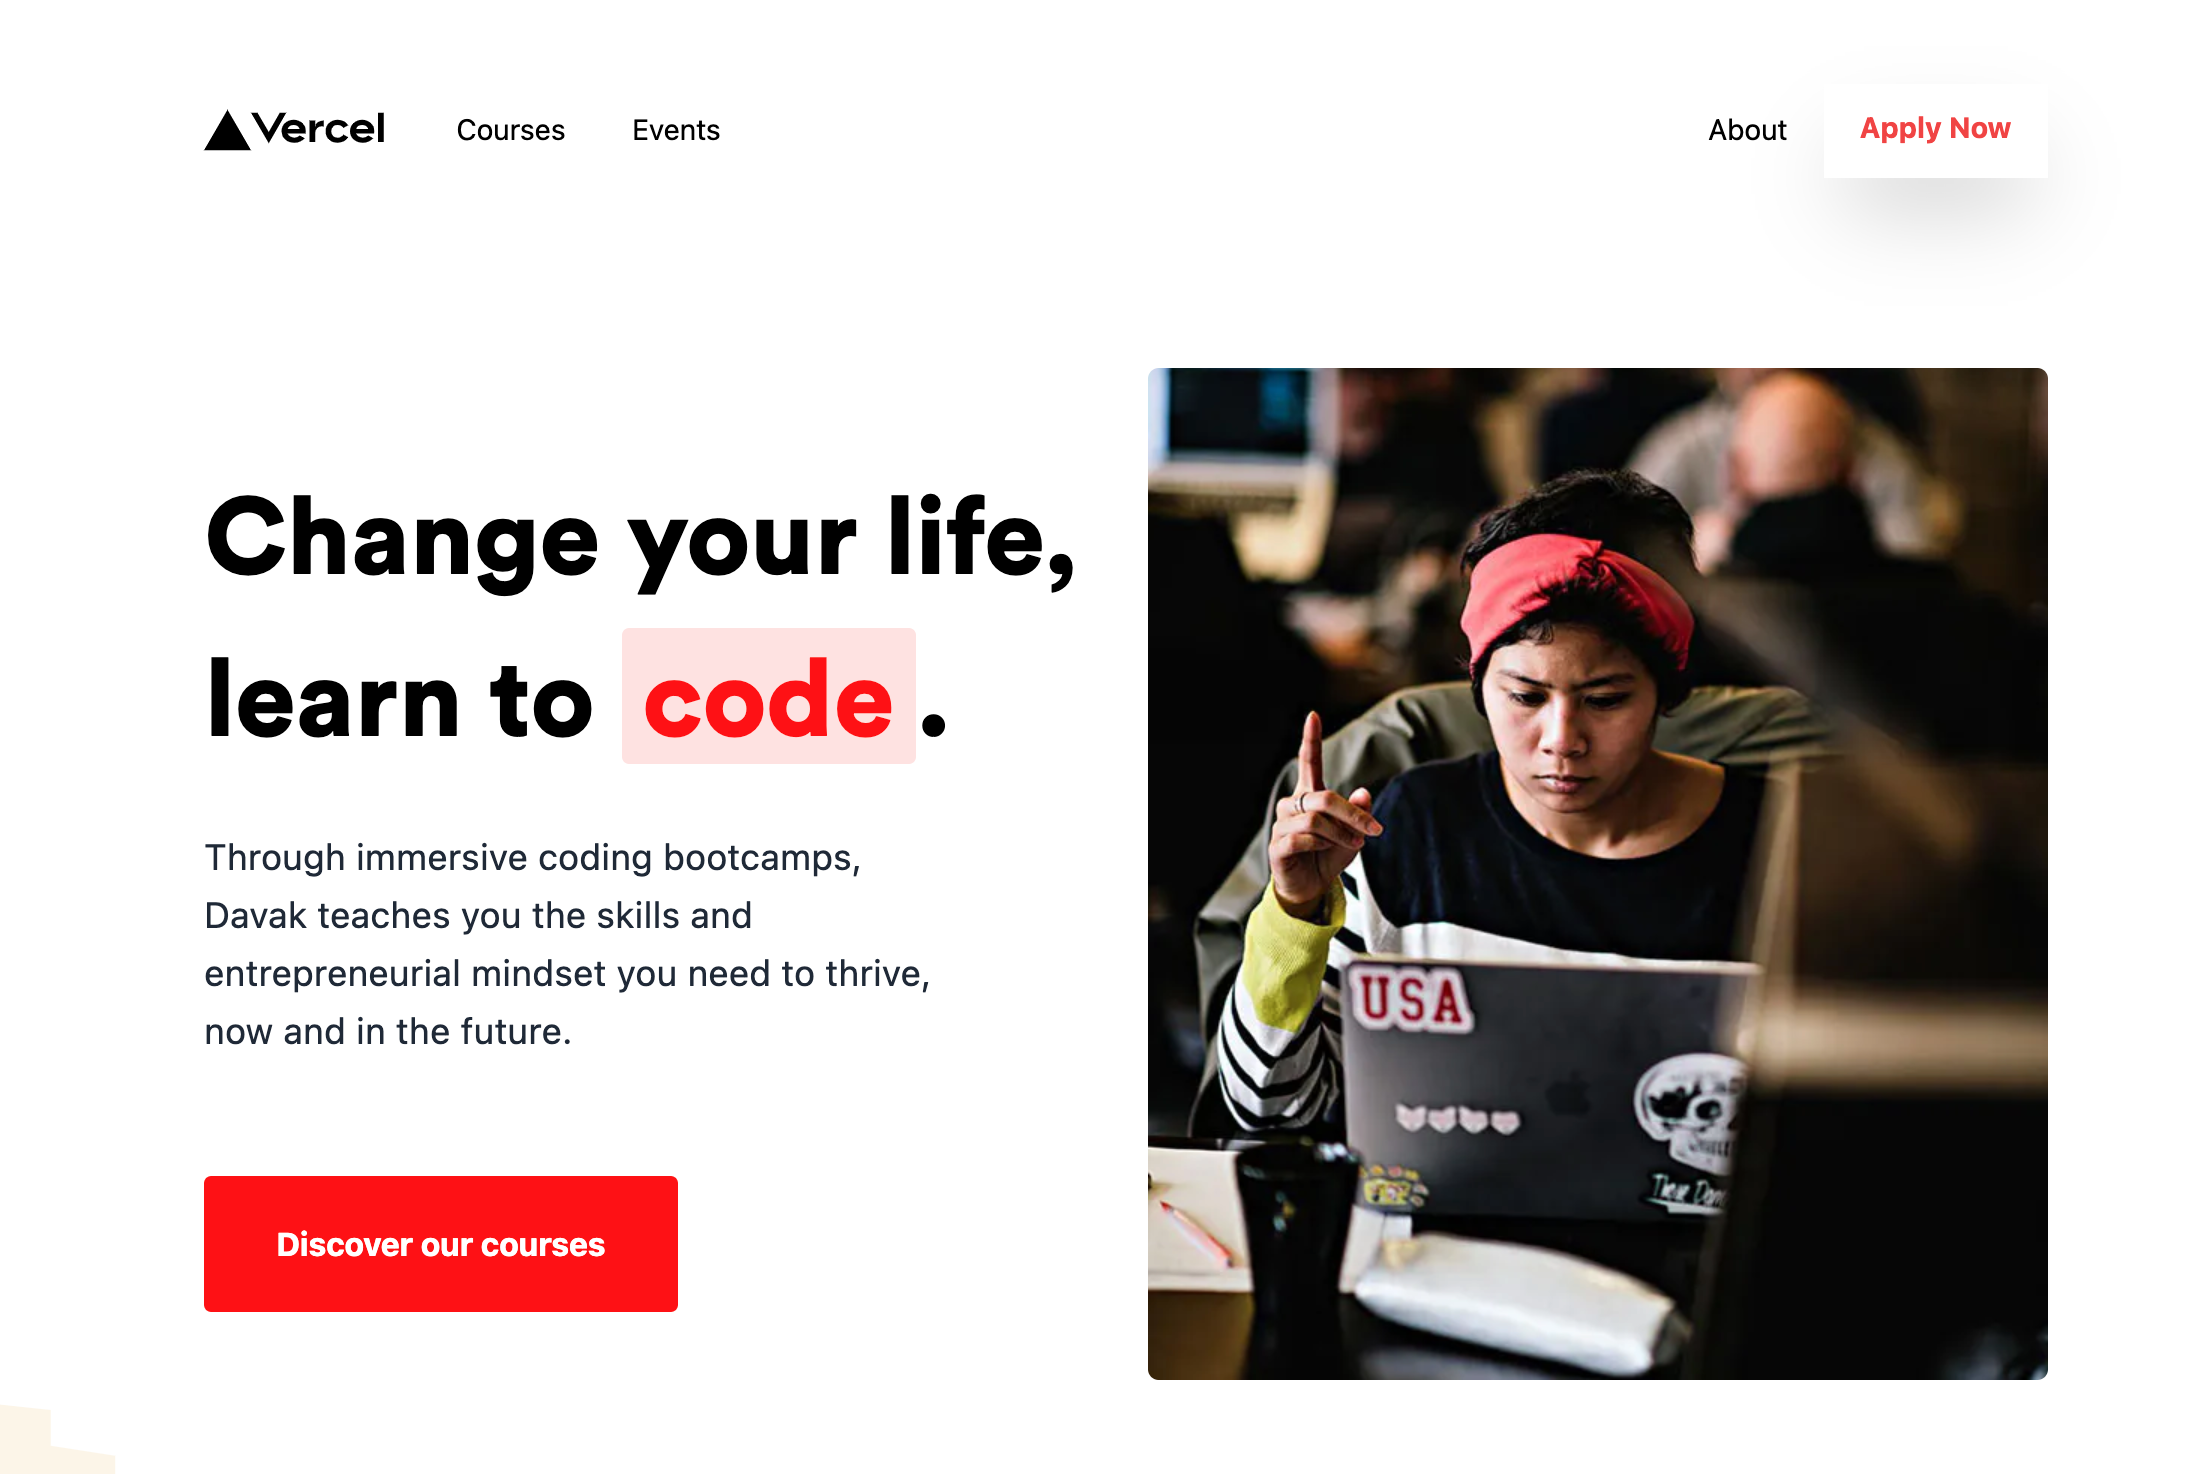 Vercel
Courses
Events
About
Apply Now
Change your life,
learn to code.
Through immersive coding bootcamps,
Davak teaches you the skills and
entrepreneurial mindset you need to thrive,
now and in the future.
Discover our courses
USA